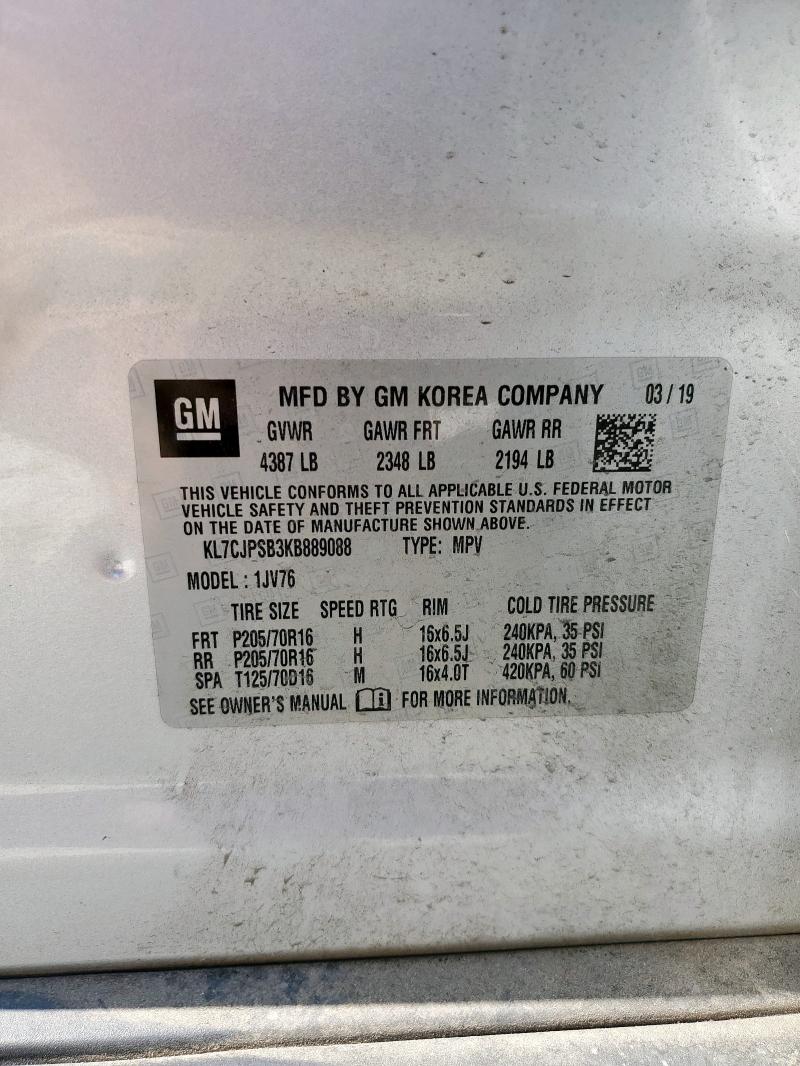 GM
MFD BY GM KOREA COMPANY 03 / 19
GVWR GAWR FRT GAWR RR
4387 LB 2348 LB 2194 LB
THIS VEHICLE CONFORMS TO ALL APPLICABLE U.S. FEDERAL MOTOR
VEHICLE SAFETY AND THEFT PREVENTION STANDARDS IN EFFECT
ON THE DATE OF MANUFACTURE SHOWN ABOVE.
KL7CJPSB3KB889088 TYPE: MPV
MODEL : 1JV76
TIRE SIZE SPEED RTG RIM COLD TIRE PRESSURE
FRT P205/70R16 H 16x6.5J 240KPA, 35 PSI
RR P205/70R16 H 16x6.5J 240KPA, 35 PSI
SPA T125/70D16 M 16x4.0T 420KPA, 60 PSI
SEE OWNER'S MANUAL FOR MORE INFORMATION.